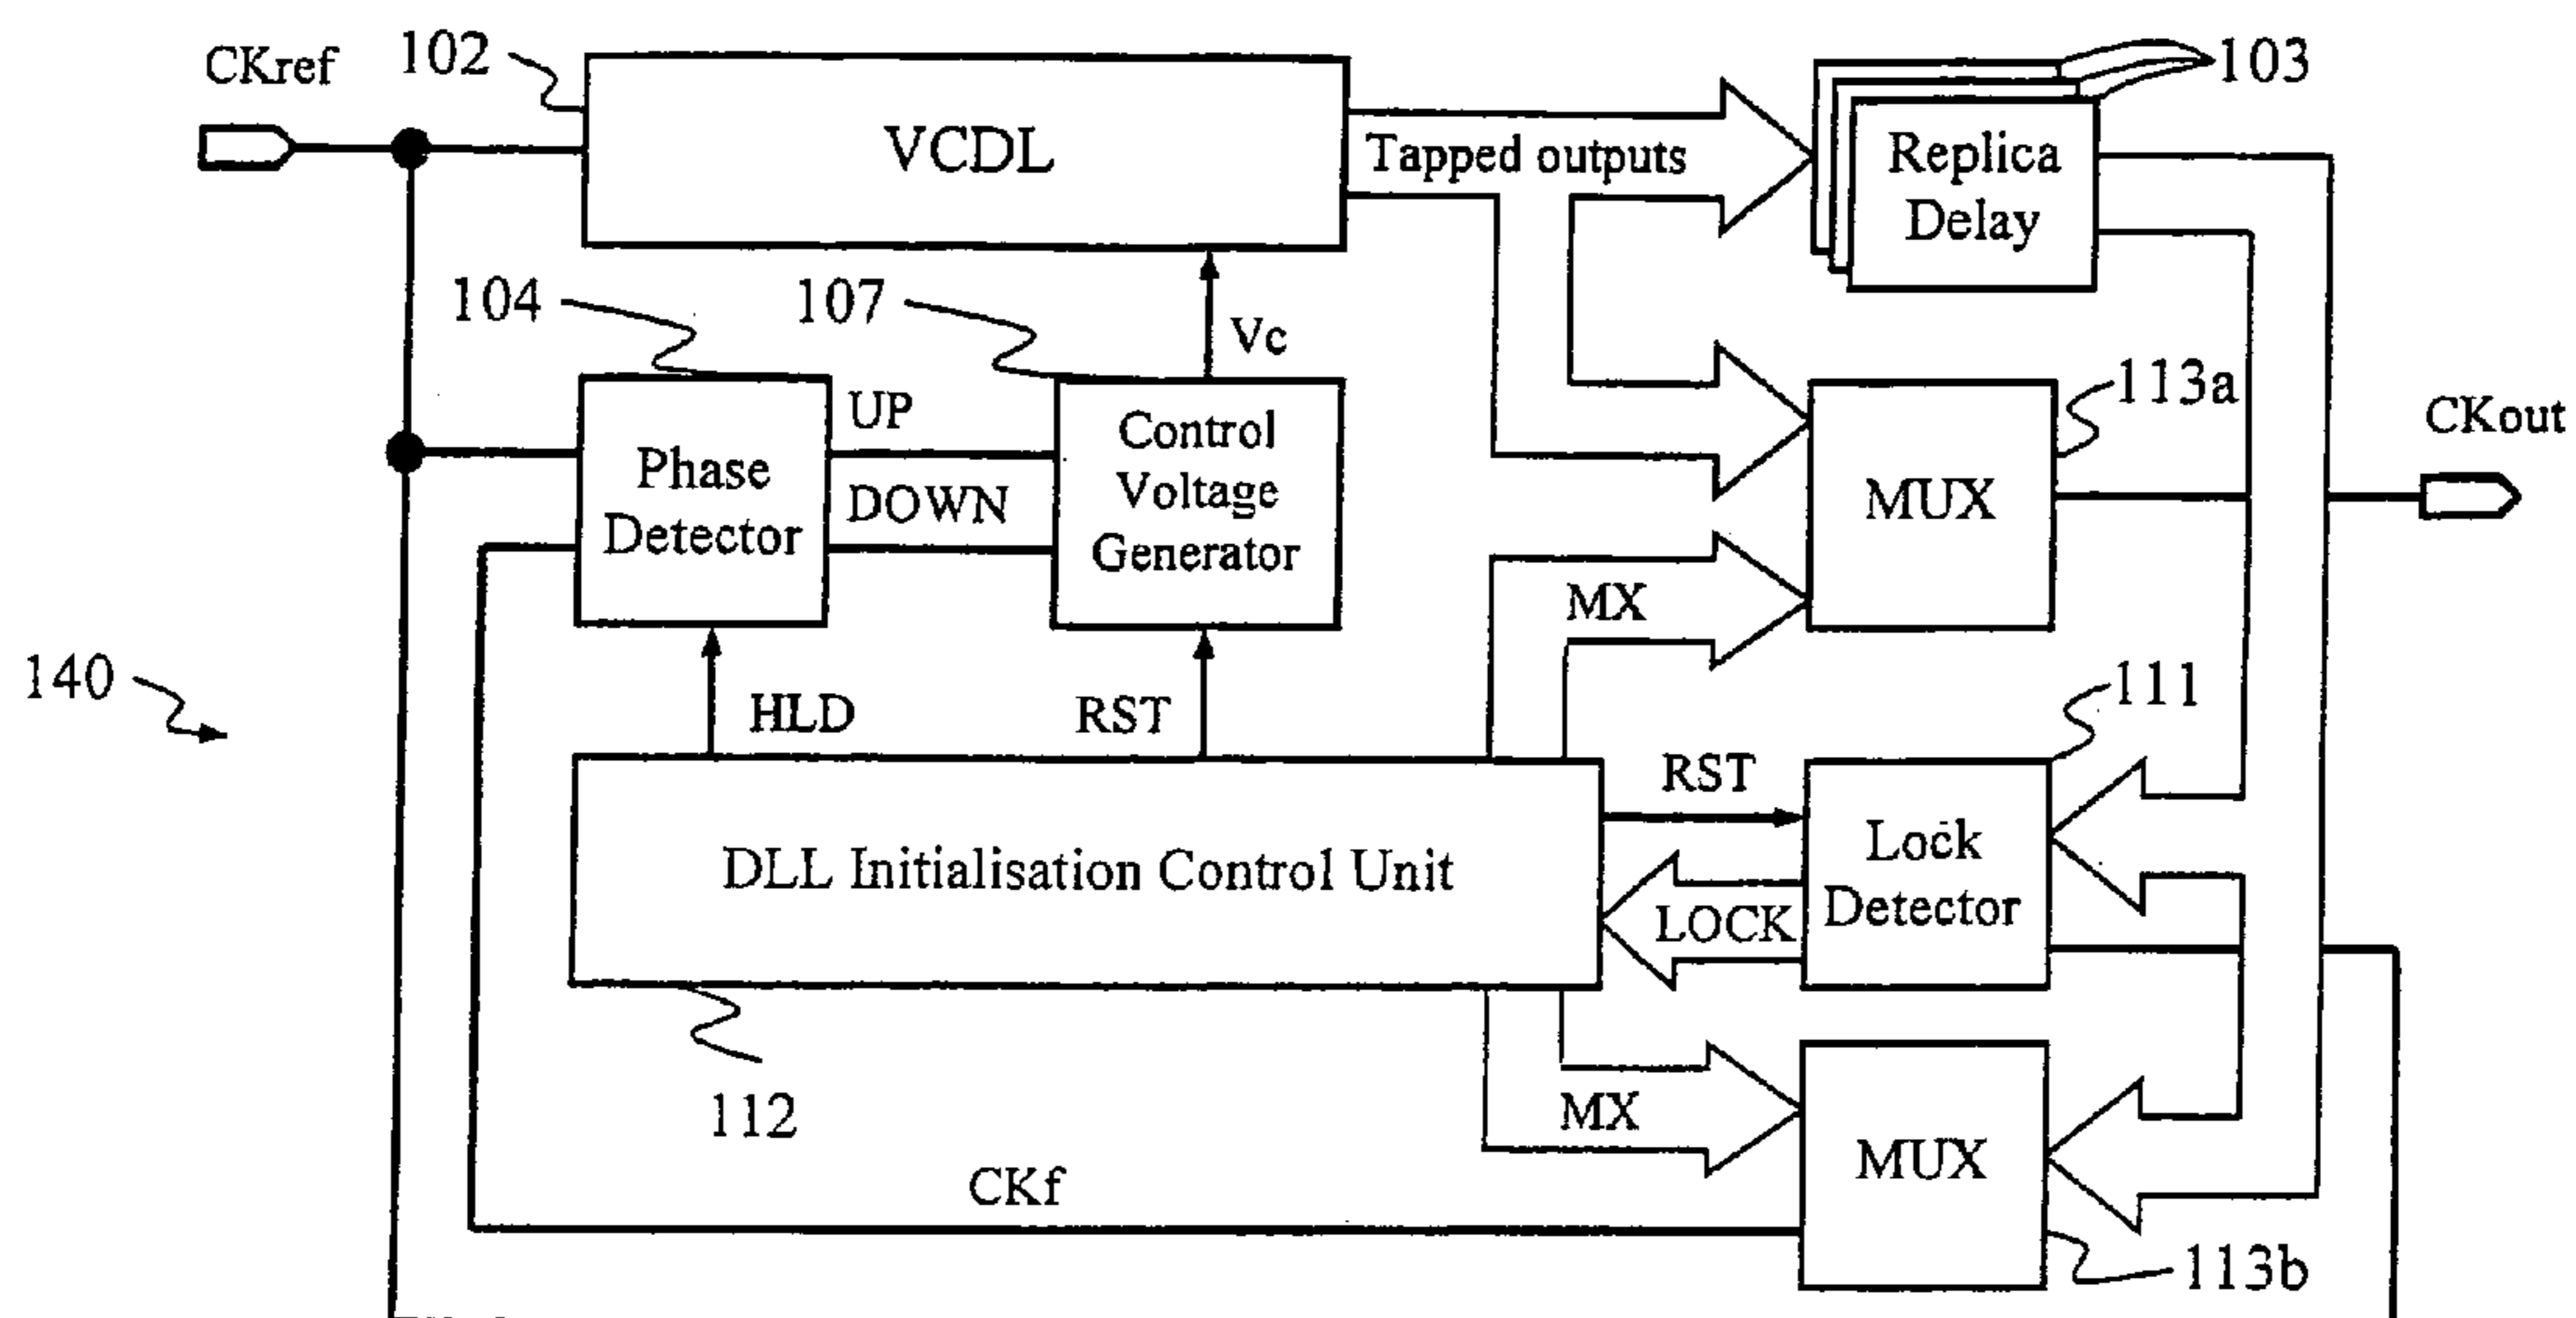 CKref
102
VCDL
Tapped outputs
103
Replica
Delay
104
107
Vc
113a
CKout
UP
DOWN
Phase
Detector
Control
Voltage
Generator
MUX
MX
140
HLD
RST
111
RST
DLL Initialisation Control Unit
Lock
Detector
LOCK
112
MX
MUX
CKf
113b